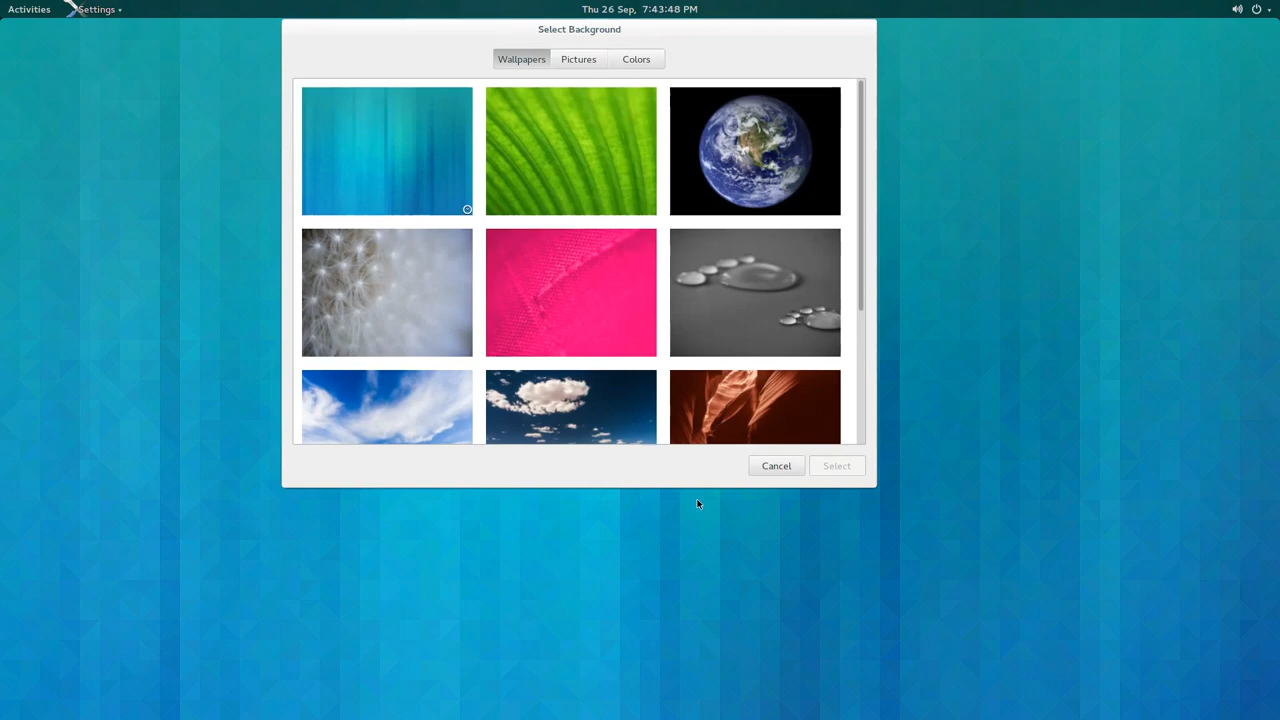 Activities Settings Thu 26 Sep, 7:43:48 PM
Select Background
Wallpapers Pictures Colors
Cancel Select